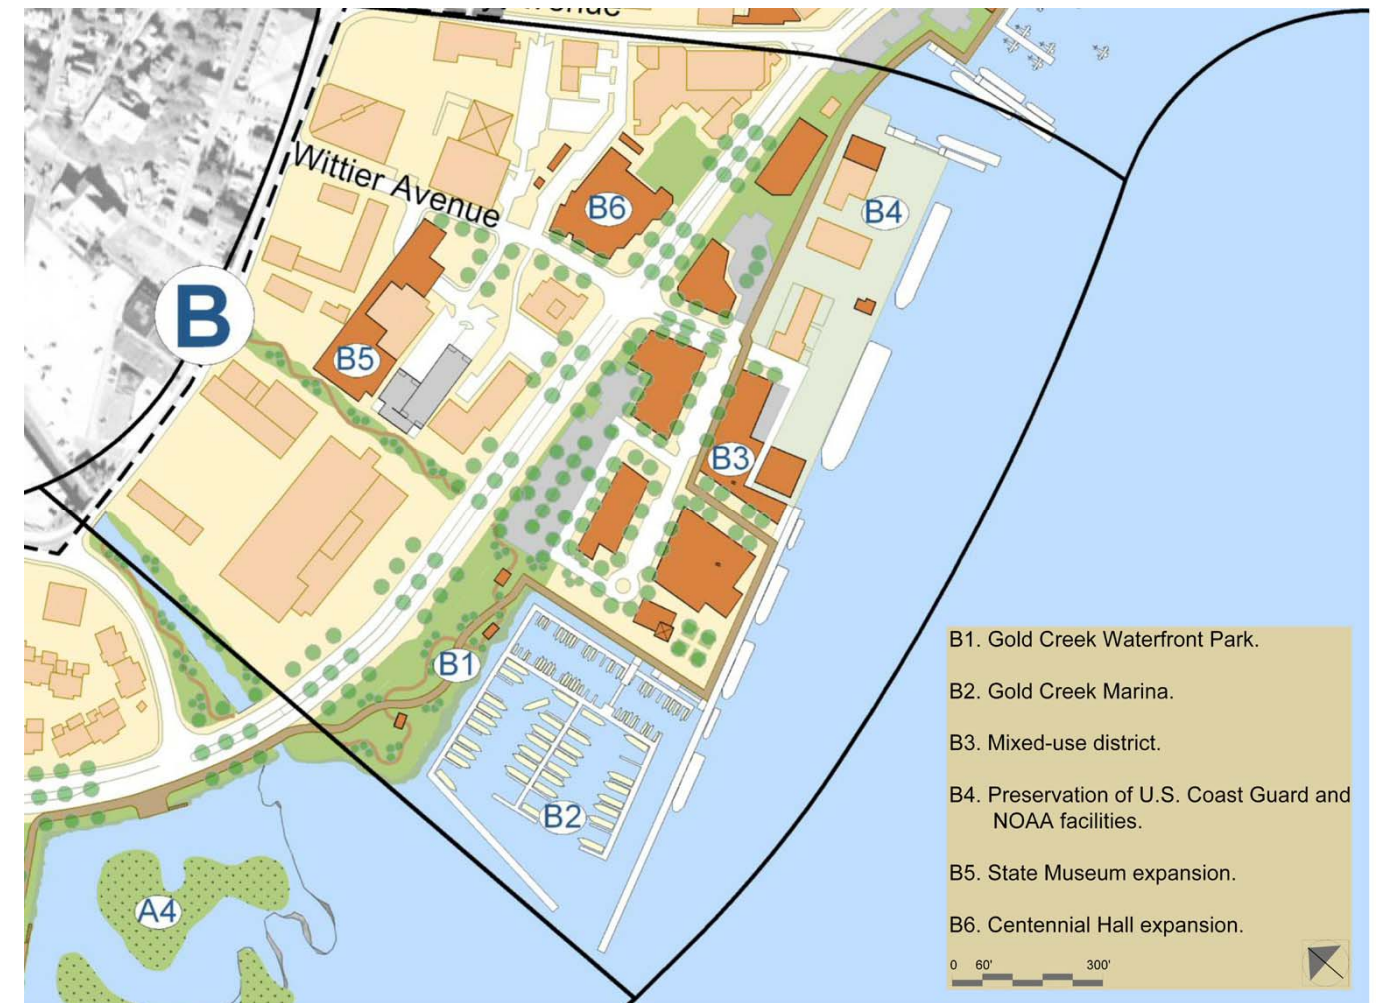 Wittier Avenue
B6
B4
B
B5
B3
B1
B2
A4
B1. Gold Creek Waterfront Park.
B2. Gold Creek Marina.
B3. Mixed-use district.
B4. Preservation of U.S. Coast Guard and
NOAA facilities.
B5. State Museum expansion.
B6. Centennial Hall expansion.
0 60' 300'